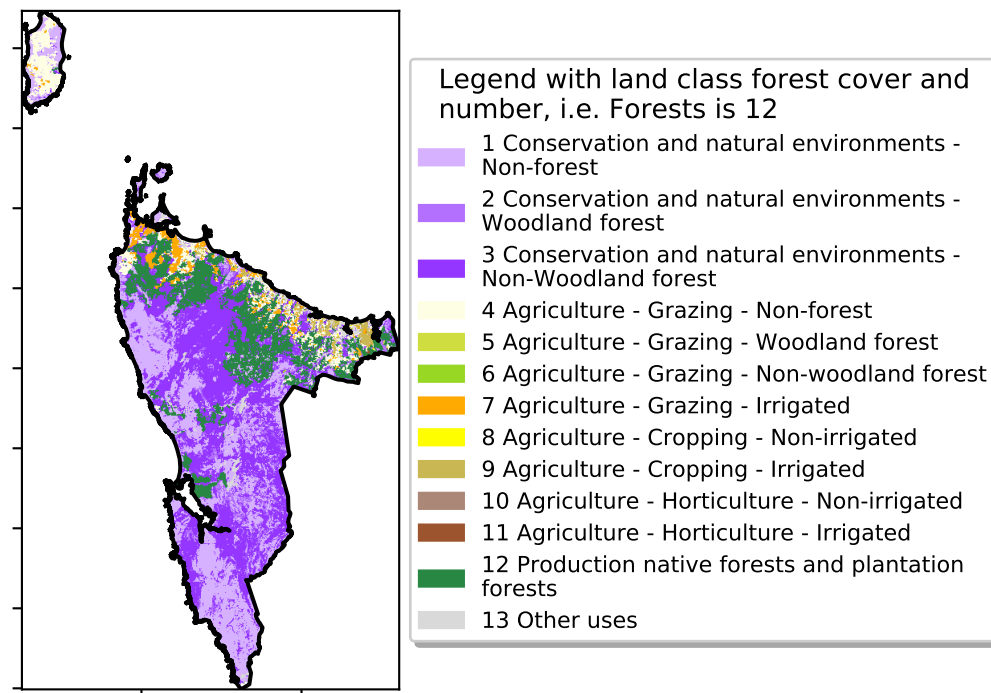 Legend with land class forest cover and
number, i.e. Forests is 12
1 Conservation and natural environments -
Non-forest
2 Conservation and natural environments -
Woodland forest
3 Conservation and natural environments -
Non-Woodland forest
4 Agriculture - Grazing - Non-forest
5 Agriculture - Grazing - Woodland forest
6 Agriculture - Grazing - Non-woodland forest
7 Agriculture - Grazing - Irrigated
8 Agriculture - Cropping - Non-irrigated
9 Agriculture - Cropping - Irrigated
10 Agriculture - Horticulture - Non-irrigated
11 Agriculture - Horticulture - Irrigated
12 Production native forests and plantation
forests
13 Other uses